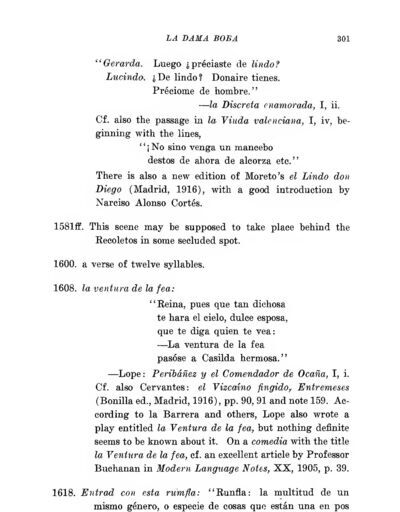 LA DAMA BOBA 301
"Gerarda. Luego ¿préciaste de lindo?
Lucindo. ¿De lindo? Donaire tienes.
Préciome de hombre."
—la Discreta enamorada, I, ii.
Cf. also the passage in la Viuda valenciana, I, iv, be-
ginning with the lines,
"¡No sino venga un mancebo
destos de ahora de alcorza etc."
There is also a new edition of Moreto's el Lindo don
Diego (Madrid, 1916), with a good introduction by
Narciso Alonso Cortés.
1581ff. This scene may be supposed to take place behind the
Recoletos in some secluded spot.
1600. a verse of twelve syllables.
1608. la ventura de la fea:
"Reina, pues que tan dichosa
te hara el cielo, dulce esposa,
que te diga quien te vea:
—La ventura de la fea
pasóse a Casilda hermosa."
—Lope: Peribáñez y el Comendador de Ocaña, I, i.
Cf. also Cervantes: el Vizcaíno fingido, Entremeses
(Bonilla ed., Madrid, 1916), pp. 90, 91 and note 159. Ac-
cording to la Barrera and others, Lope also wrote a
play entitled la Ventura de la fea, but nothing definite
seems to be known about it. On a comedia with the title
la Ventura de la fea, cf. an excellent article by Professor
Buchanan in Modern Language Notes, XX, 1905, p. 39.
1618. Entrad con esta rumfla: "Runfla: la multitud de un
mismo género, o especie de cosas que están una en pos